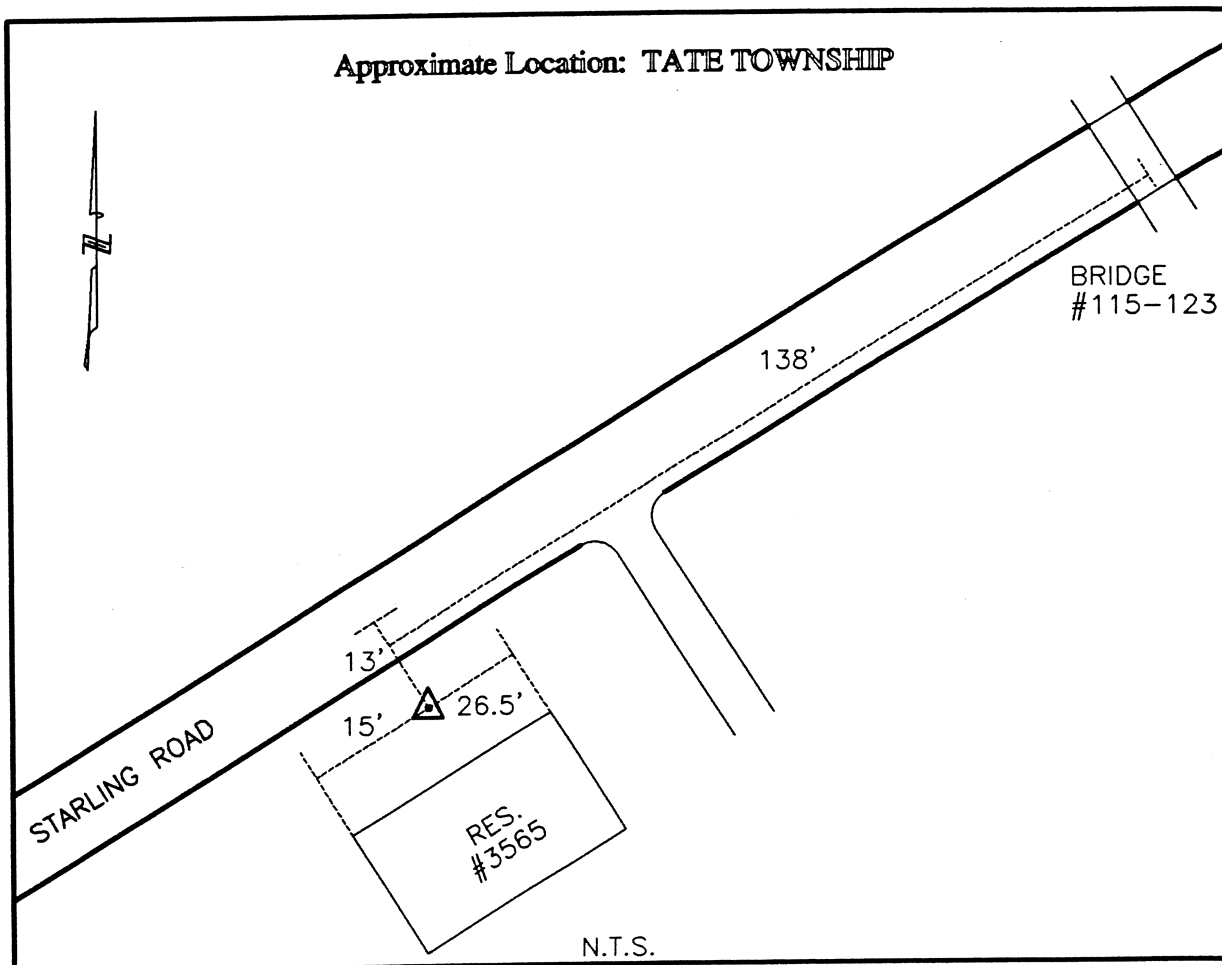 Approximate Location: TATE TOWNSHIP
N
BRIDGE
#115-123
138'
13'
15'
26.5'
STARLING ROAD
RES.
#3565
N.T.S.